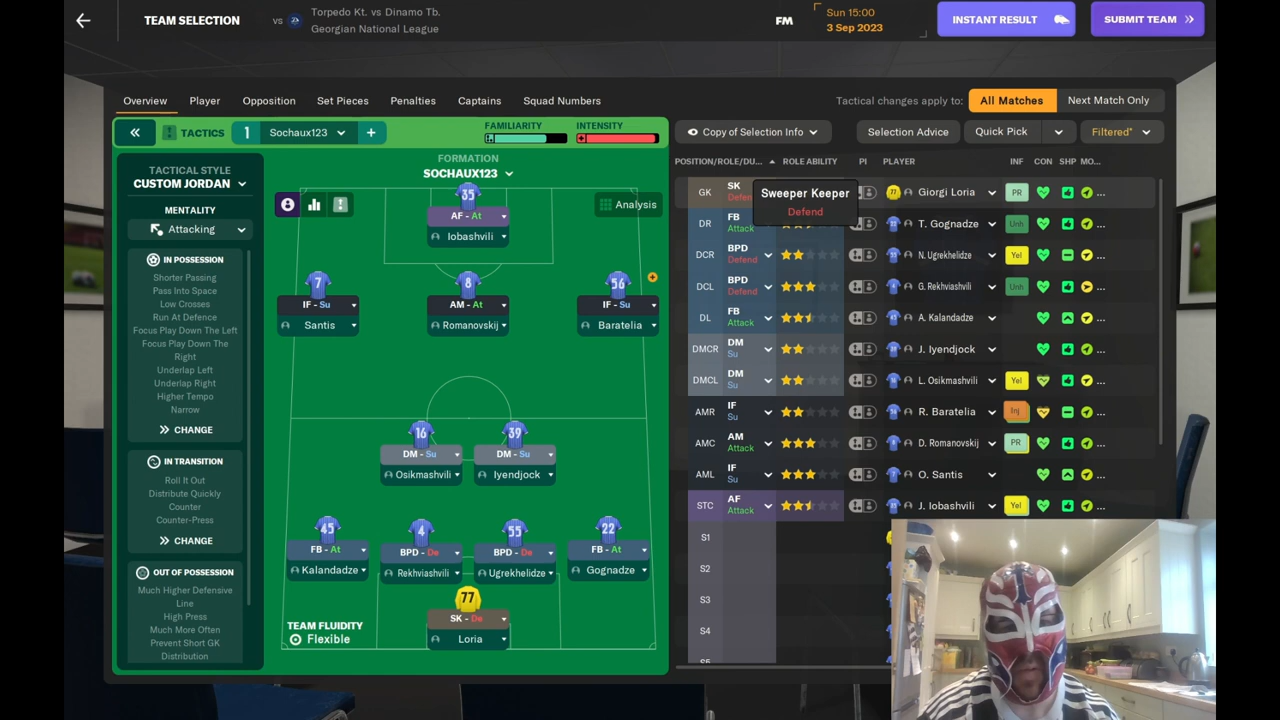 TEAM SELECTION
vs
Torpedo Kt. vs Dinamo Tb.
Georgian National League
FM
Sun 15:00
3 Sep 2023
INSTANT RESULT
SUBMIT TEAM
Overview
Player
Opposition
Set Pieces
Penalties
Captains
Squad Numbers
Tactical changes apply to:
All Matches
Next Match Only
TACTICS
1
Sochaux123
+
FAMILIARITY
INTENSITY
Copy of Selection Info
Selection Advice
Quick Pick
Filtered*
TACTICAL STYLE
CUSTOM JORDAN
MENTALITY
Attacking
IN POSSESSION
Shorter Passing
Pass Into Space
Low Crosses
Run At Defence
Focus Play Down The Left
Focus Play Down The
Right
Underlap Left
Underlap Right
Higher Tempo
Narrow
CHANGE
IN TRANSITION
Roll It Out
Distribute Quickly
Counter
Counter-Press
CHANGE
OUT OF POSSESSION
Much Higher Defensive
Line
High Press
Much More Often
Prevent Short GK
Distribution
FORMATION
SOCHAUX123
Analysis
35
AF - At
Iobashvili
7
IF - Su
Santis
8
AM - At
Romanovskij
56
IF - Su
Baratelia
16
DM - Su
Osikmashvili
39
DM - Su
Iyendjock
45
FB - At
Kalandadze
4
BPD - De
Rekhviashvili
55
BPD - De
Ugrekhelidze
22
FB - At
Gognadze
77
SK - De
Loria
TEAM FLUIDITY
Flexible
POSITION/ROLE/DU...
ROLE ABILITY
PI
PLAYER
INF
CON
SHP
MO...
GK
SK
Defen
Sweeper Keeper
Defend
77
Giorgi Loria
PR
...
DR
FB
Attack
T. Gognadze
Unh
...
DCR
BPD
Defend
N. Ugrekhelidze
Yel
...
DCL
BPD
Defend
G. Rekhviashvili
Unh
...
DL
FB
Attack
A. Kalandadze
...
DMCR
DM
Su
J. Iyendjock
...
DMCL
DM
Su
L. Osikmashvili
Yel
...
AMR
IF
Su
R. Baratelia
Inj
...
AMC
AM
Attack
D. Romanovskij
PR
...
AML
IF
Su
O. Santis
...
STC
AF
Attack
J. Iobashvili
Yel
...
S1
S2
S3
S4